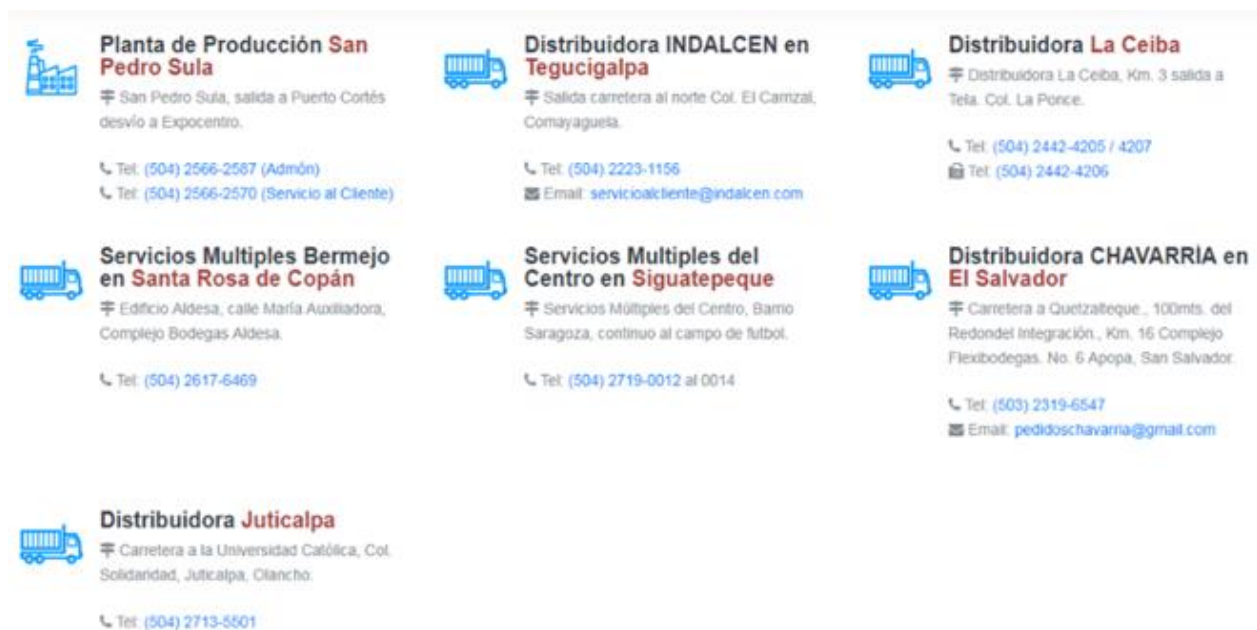 Planta de Producción San
Pedro Sula
San Pedro Sula, salida a Puerto Cortés
desvío a Expocentro.
Tel: (504) 2566-2587 (Admón)
Tel: (504) 2566-2570 (Servicio al Cliente)
Distribuidora INDALCEN en
Tegucigalpa
Salida carretera al norte Col. El Carrizal,
Comayaguela.
Tel: (504) 2223-1156
Email: servicioalcliente@indalcen.com
Distribuidora La Ceiba
Distribuidora La Ceiba, Km. 3 salida a
Tela. Col. La Ponce.
Tel: (504) 2442-4205 / 4207
Tel: (504) 2442-4206
Servicios Multiples Bermejo
en Santa Rosa de Copán
Edificio Aldesa, calle María Auxiliadora,
Complejo Bodegas Aldesa.
Tel: (504) 2617-6469
Servicios Multiples del
Centro en Siguatepeque
Servicios Múltiples del Centro, Barrio
Saragoza, continuo al campo de futbol.
Tel: (504) 2719-0012 al 0014
Distribuidora CHAVARRÍA en
El Salvador
Carretera a Quetzalteque., 100mts. del
Redondel Integración., Km. 16 Complejo
Flexibodegas. No. 6 Apopa, San Salvador.
Tel: (503) 2319-6547
Email: pedidoschavarria@gmail.com
Distribuidora Juticalpa
Carretera a la Universidad Católica, Col.
Solidaridad, Juticalpa, Olancho.
Tel: (504) 2713-5501